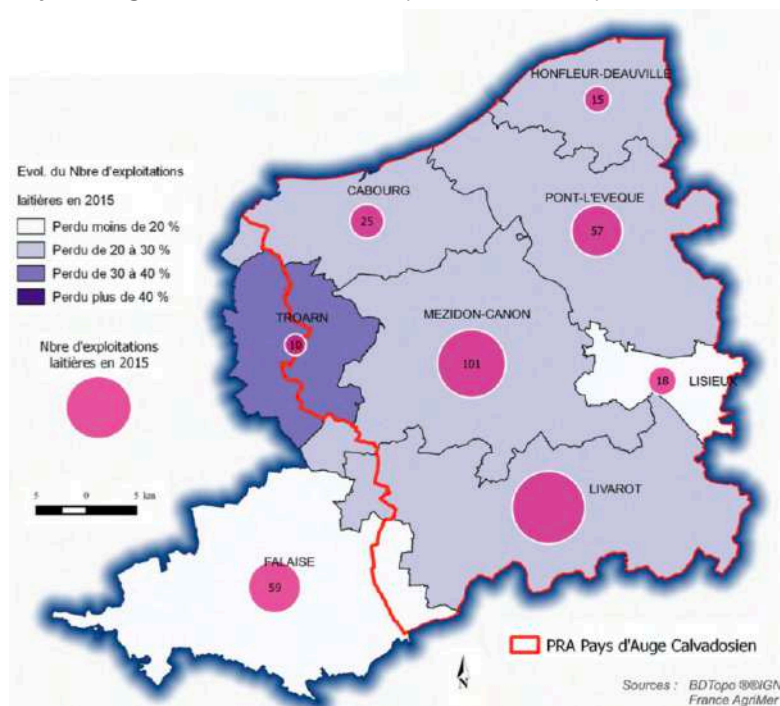 HONFLEUR-DEAUVILLE
15
Evol. du Nbre d'exploitations
laitières en 2015
Perdu moins de 20 %
Perdu de 20 à 30 %
Perdu de 30 à 40 %
Perdu plus de 40 %
CABOURG
25
PONT-L'EVEQUE
57
TROARN
10
MEZIDON-CANON
101
Nbre d'exploitations
laitières en 2015
18
LISIEUX
5 0 5 km
LIVAROT
FALAISE
59
PRA Pays d'Auge Calvadosien
N
Sources : BDTopo ®®IGN
France AgriMer